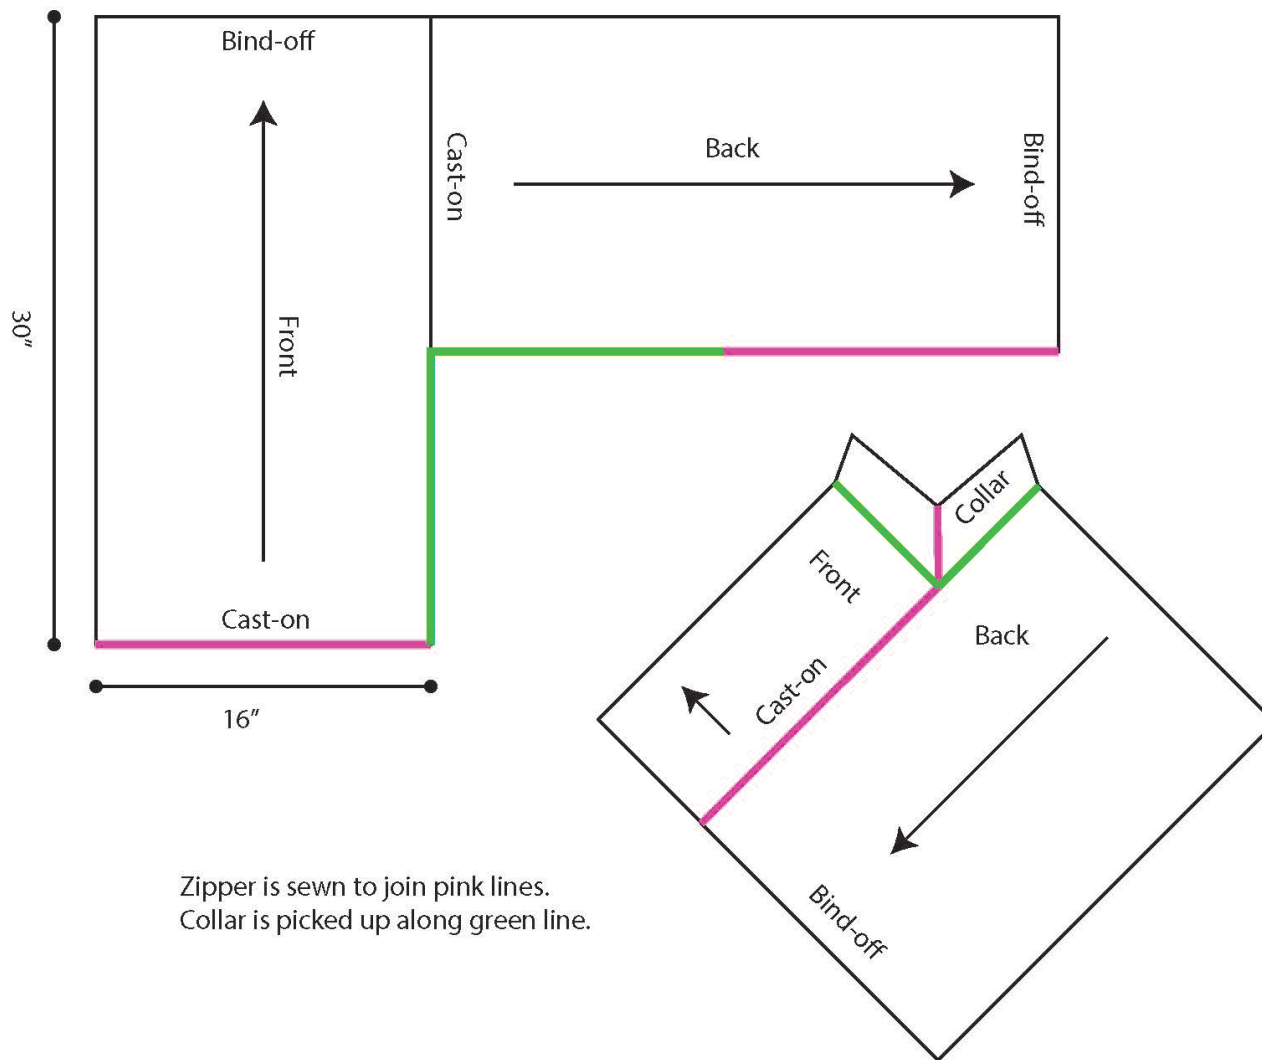 Bind-off
Cast-on
Back
Bind-off
30”
Front
Cast-on
16”
Collar
Front
Back
Cast-on
Bind-off
Zipper is sewn to join pink lines.
Collar is picked up along green line.